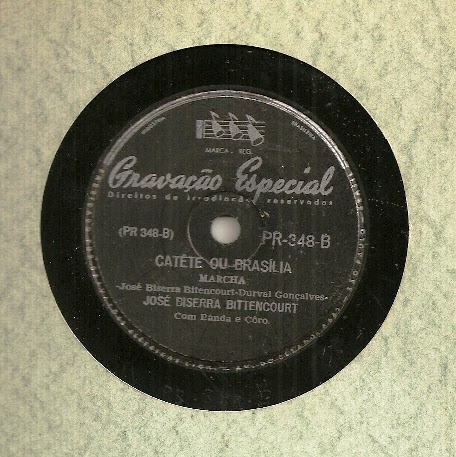 MARCA . REG.
Gravação Especial
Direitos de irradiação reservados
(PR 348-B) PR-348-B
CATÉTE OU BRASÍLIA
MARCHA
-José Biserra Bitencourt-Durval Gonçalves-
JOSÉ BISERRA BITTENCOURT
Com Banda e Côro.